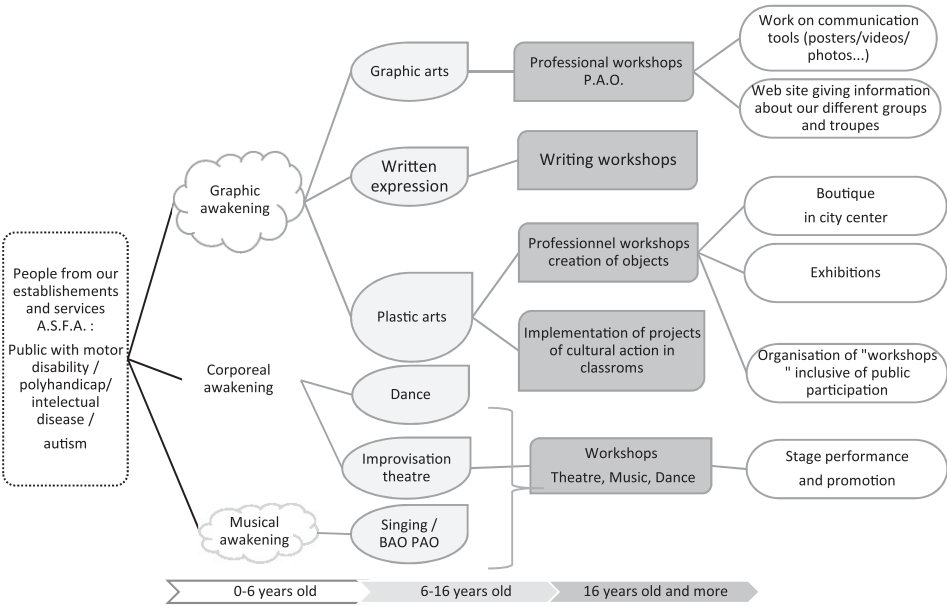 People from our
establishements
and services
A.S.F.A. :
Public with motor
disability /
polyhandicap/
intelectual
disease /
autism
Graphic
awakening
Corporeal
awakening
Musical
awakening
Graphic arts
Written
expression
Plastic arts
Dance
Improvisation
theatre
Singing /
BAO PAO
Professional workshops
P.A.O.
Writing workshops
Professionnel workshops
creation of objects
Implementation of projects
of cultural action in
classroms
Workshops
Theatre, Music, Dance
Work on communication
tools (posters/videos/
photos...)
Web site giving information
about our different groups
and troupes
Boutique
in city center
Exhibitions
Organisation of "workshops
" inclusive of public
participation
Stage performance
and promotion
0-6 years old
6-16 years old
16 years old and more